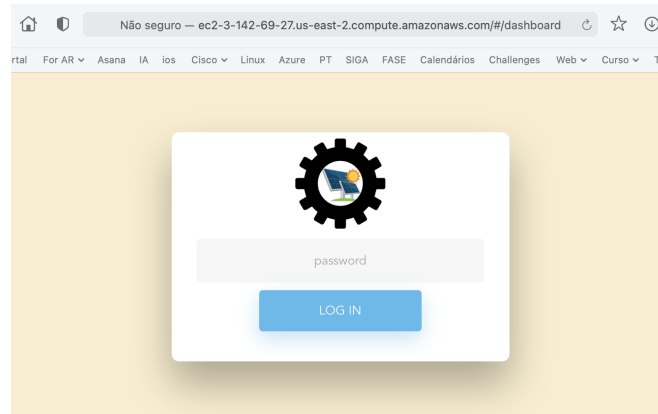 Não seguro — ec2-3-142-69-27.us-east-2.compute.amazonaws.com/#/dashboard
rtal For AR Asana IA ios Cisco Linux Azure PT SIGA FASE Calendários Challenges Web Curso T
password
LOG IN